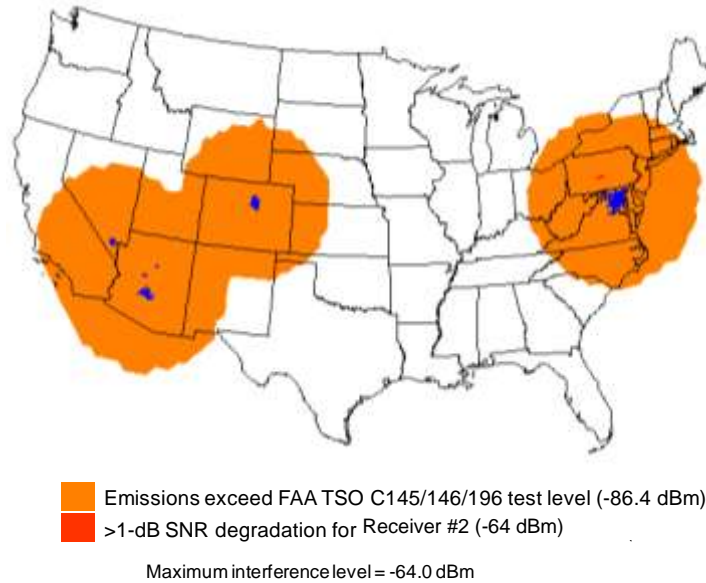 Emissions exceed FAA TSO C145/146/196 test level (-86.4 dBm)
>1-dB SNR degradation for Receiver #2 (-64 dBm)
Maximum interference level = -64.0 dBm